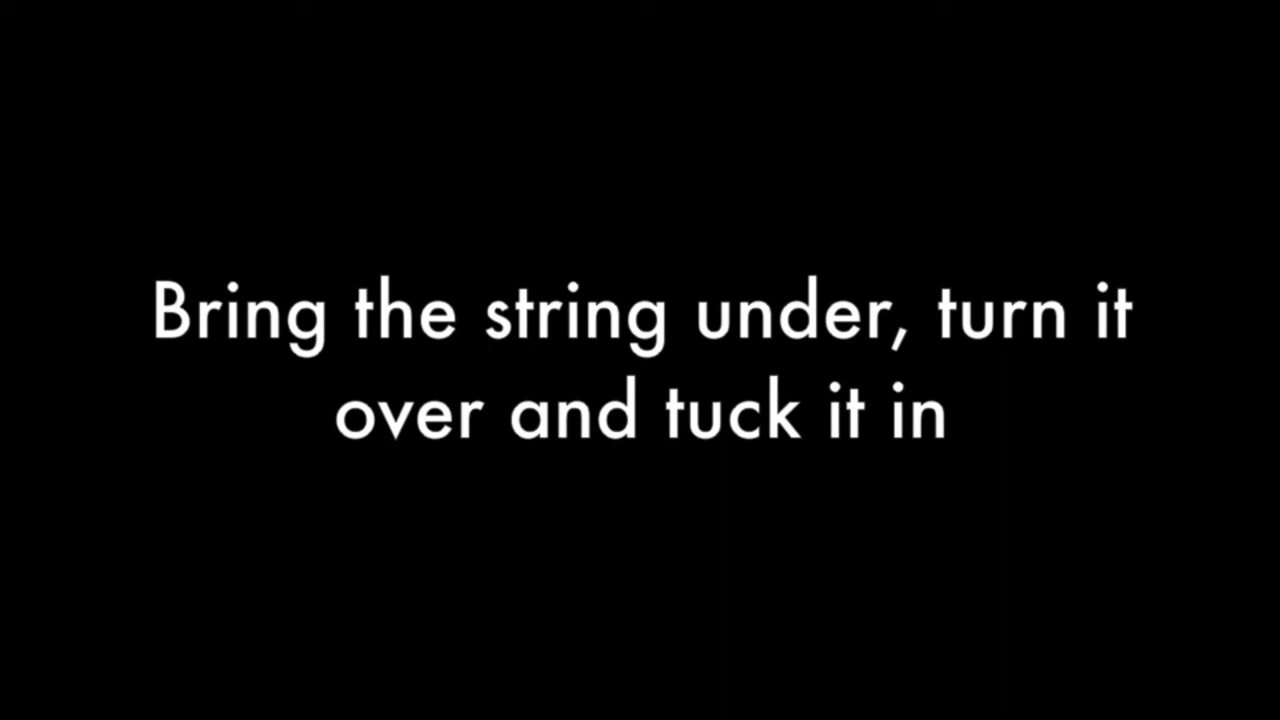 Bring the string under, turn it
over and tuck it in